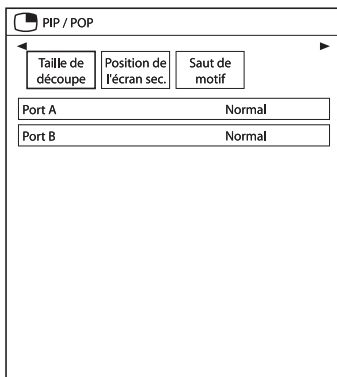 PIP / POP
Taille de découpe
Position de l'écran sec.
Saut de motif
Port A Normal
Port B Normal